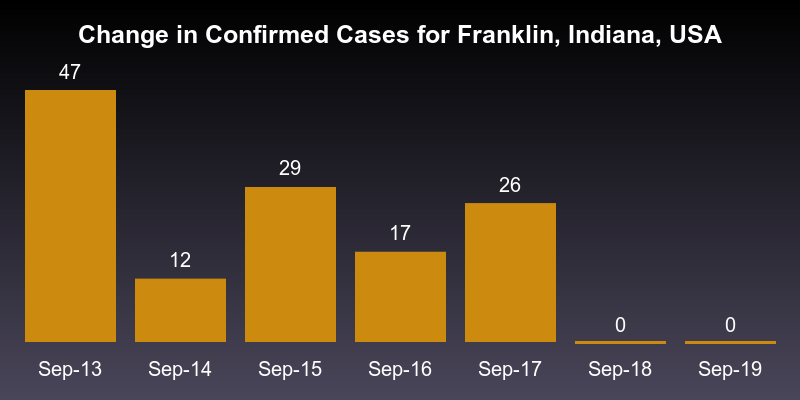 Change in Confirmed Cases for Franklin, Indiana, USA
47
12
29
17
26
0
0
Sep-13
Sep-14
Sep-15
Sep-16
Sep-17
Sep-18
Sep-19